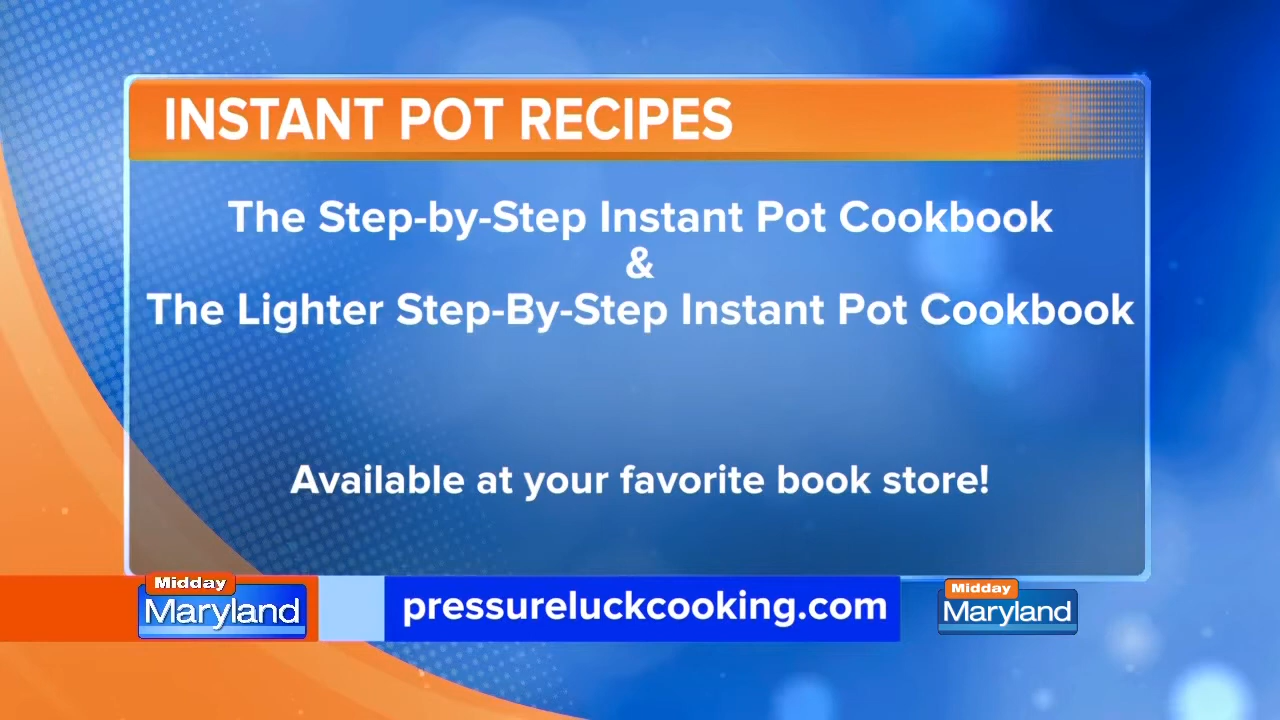 INSTANT POT RECIPES
The Step-by-Step Instant Pot Cookbook
&
The Lighter Step-By-Step Instant Pot Cookbook
Available at your favorite book store!
Midday
Maryland
pressureluckcooking.com
Midday
Maryland